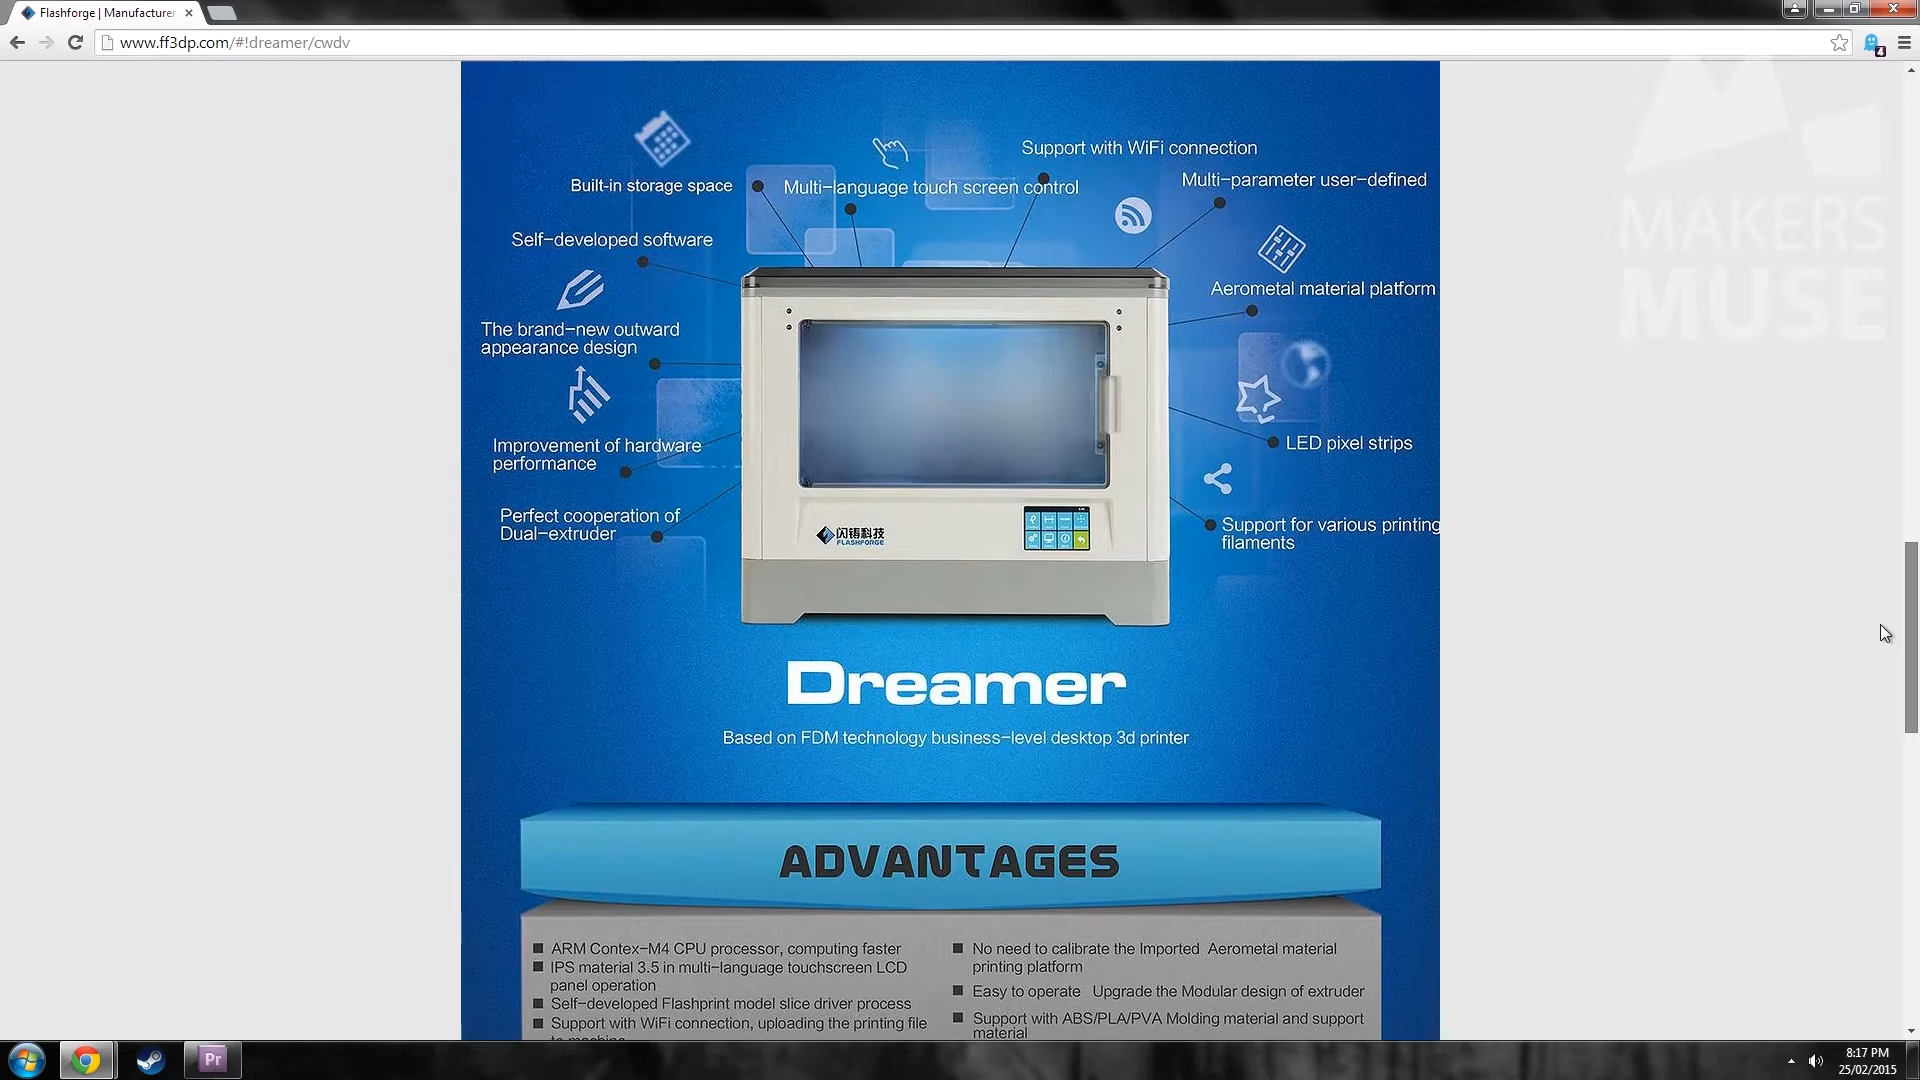 Flashforge | Manufacturer
www.ff3dp.com/#!dreamer/cwdv
4
MAKERS
MUSE
Support with WiFi connection
Built-in storage space
Multi-language touch screen control
Multi-parameter user-defined
Self-developed software
Aerometal material platform
The brand-new outward
appearance design
Improvement of hardware
performance
LED pixel strips
Perfect cooperation of
Dual-extruder
Support for various printing
filaments
闪铸科技
FLASHFORGE
Dreamer
Based on FDM technology business-level desktop 3d printer
ADVANTAGES
ARM Contex-M4 CPU processor, computing faster
IPS material 3.5 in multi-language touchscreen LCD
panel operation
Self-developed Flashprint model slice driver process
Support with WiFi connection, uploading the printing file
to machine
No need to calibrate the Imported Aerometal material
printing platform
Easy to operate Upgrade the Modular design of extruder
Support with ABS/PLA/PVA Molding material and support
material
Pr
8:17 PM
25/02/2015